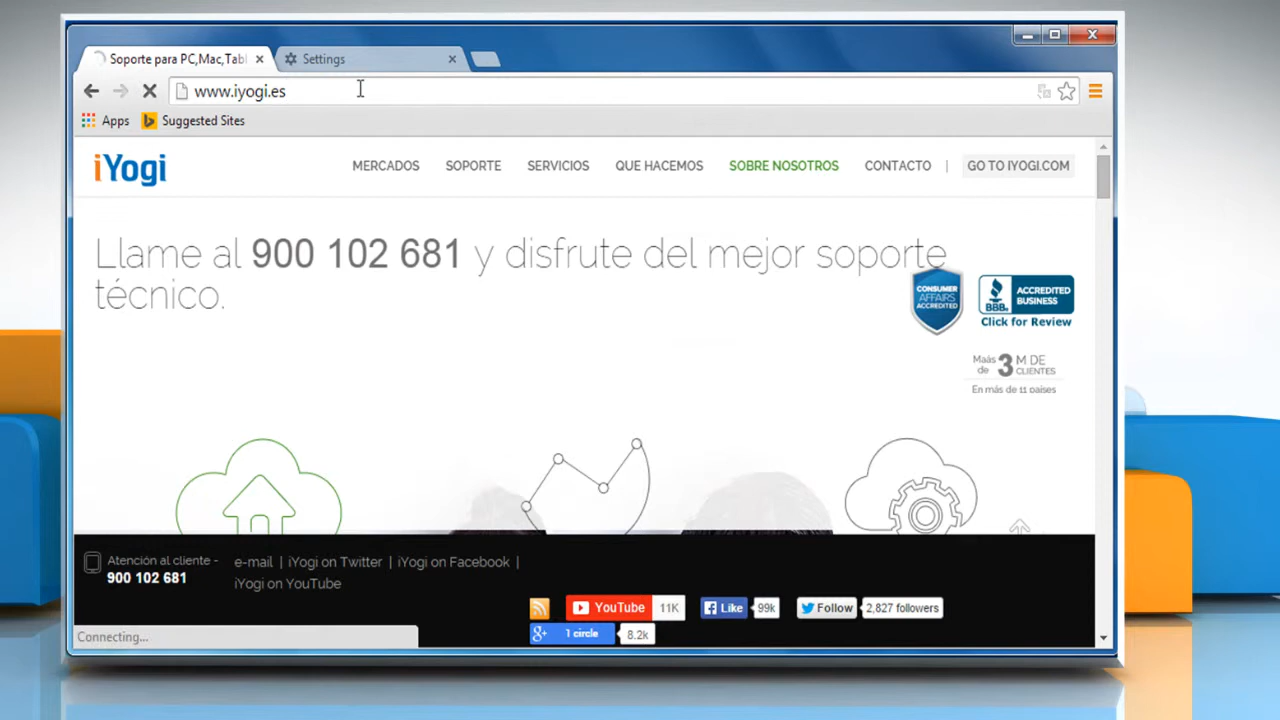 Soporte para PC,Mac,Tabl
Settings
www.iyogi.es
Apps
Suggested Sites
iYogi
MERCADOS SOPORTE SERVICIOS QUE HACEMOS SOBRE NOSOTROS CONTACTO | GO TO IYOGI.COM
Llame al 900 102 681 y disfrute del mejor soporte
técnico.
CONSUMER
AFFAIRS
ACCREDITED
BBB
ACCREDITED
BUSINESS
Click for Review
Maás de 3 M DE CLIENTES
En más de 11 paises
Atención al cliente -
900 102 681
e-mail | iYogi on Twitter | iYogi on Facebook |
iYogi on YouTube
YouTube 11K
Like 99k
Follow 2,827 followers
g+ 1 circle 8.2k
Connecting...